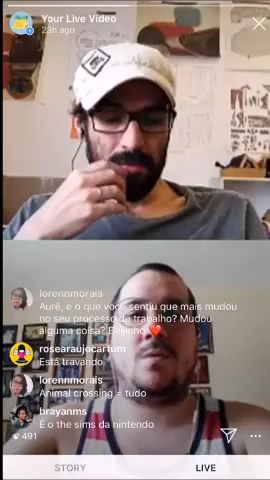 Your Live Video
23h ago
lorennmorais
Aurê, e o que você sentiu que mais mudou
no seu processo de trabalho? Mudou
alguma coisa? Beijinho ❤️
rosearaujocartum
Está travando
lorennmorais
Animal crossing = tudo
brayanms
É o the sims da nintendo
491
STORY
LIVE